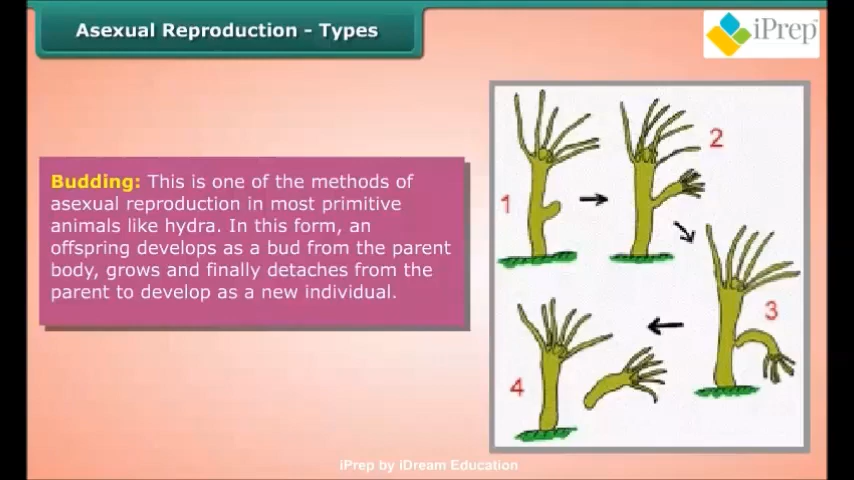 Asexual Reproduction - Types
iPrep
Budding: This is one of the methods of
asexual reproduction in most primitive
animals like hydra. In this form, an
offspring develops as a bud from the parent
body, grows and finally detaches from the
parent to develop as a new individual.
1
2
3
4
iPrep by iDream Education